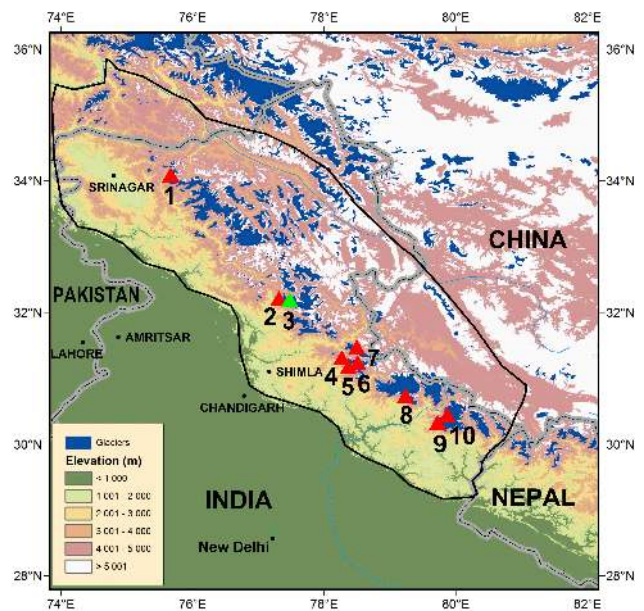 74°E 76°E 78°E 80°E 82°E
36°N 36°N
34°N 34°N
SRINAGAR
1
CHINA
PAKISTAN
32°N 32°N
2 3
LAHORE
AMRITSAR
7
4 5 6
SHIMLA
CHANDIGARH
8
9 10
30°N 30°N
Glaciers
Elevation (m)
< 1 000
1 001 - 2 000
2 001 - 3 000
3 001 - 4 000
4 001 - 5 000
> 5 001
INDIA
NEPAL
New Delhi
28°N 28°N
74°E 76°E 78°E 80°E 82°E